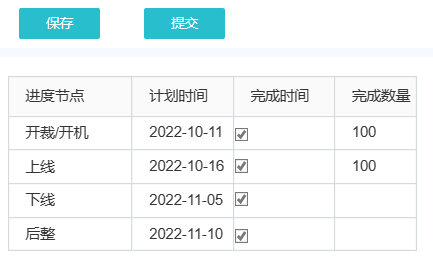 保存 提交
进度节点 计划时间 完成时间 完成数量
开裁/开机 2022-10-11 100
上线 2022-10-16 100
下线 2022-11-05
后整 2022-11-10